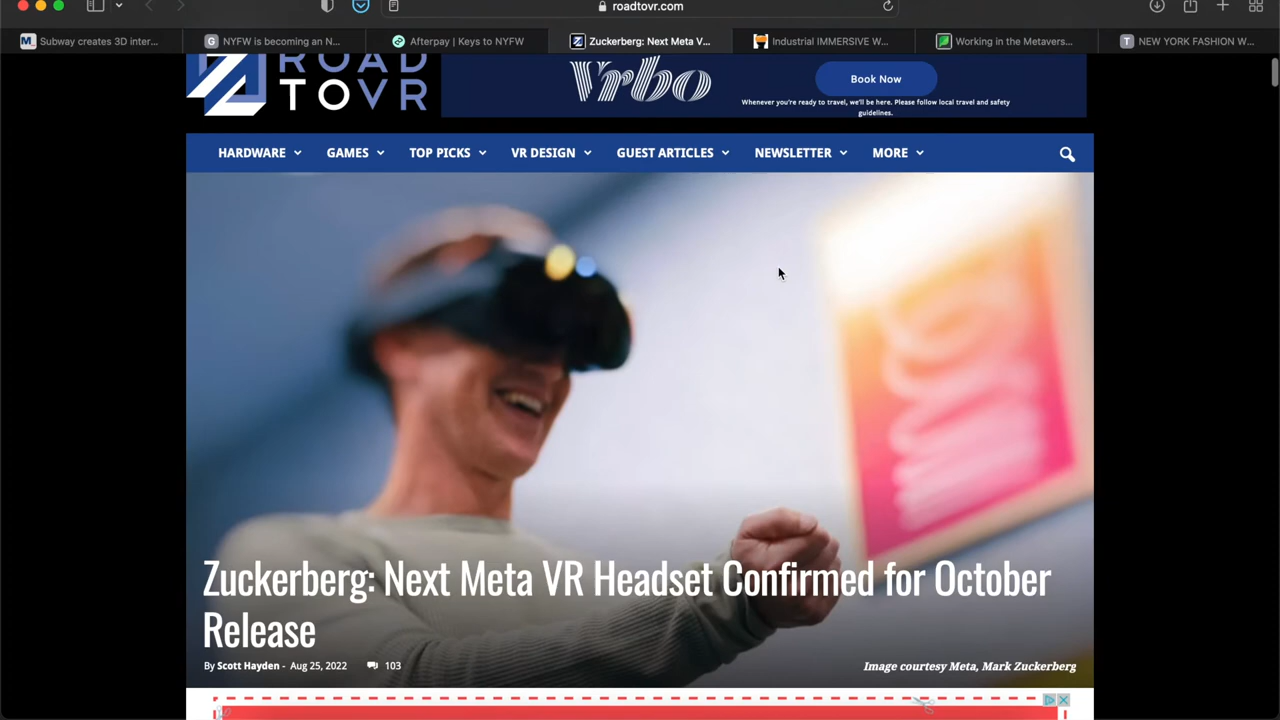 roadtovr.com
M Subway creates 3D inter...
G NYFW is becoming an N...
Afterpay | Keys to NYFW
Zuckerberg: Next Meta V...
Industrial IMMERSIVE W...
Working in the Metavers...
T NEW YORK FASHION W...
ROAD
TOVR
Vrbo
Book Now
Whenever you're ready to travel, we'll be here. Please follow local travel and safety
guidelines.
HARDWARE GAMES TOP PICKS VR DESIGN GUEST ARTICLES NEWSLETTER MORE
Zuckerberg: Next Meta VR Headset Confirmed for October
Release
By Scott Hayden - Aug 25, 2022 103
Image courtesy Meta, Mark Zuckerberg